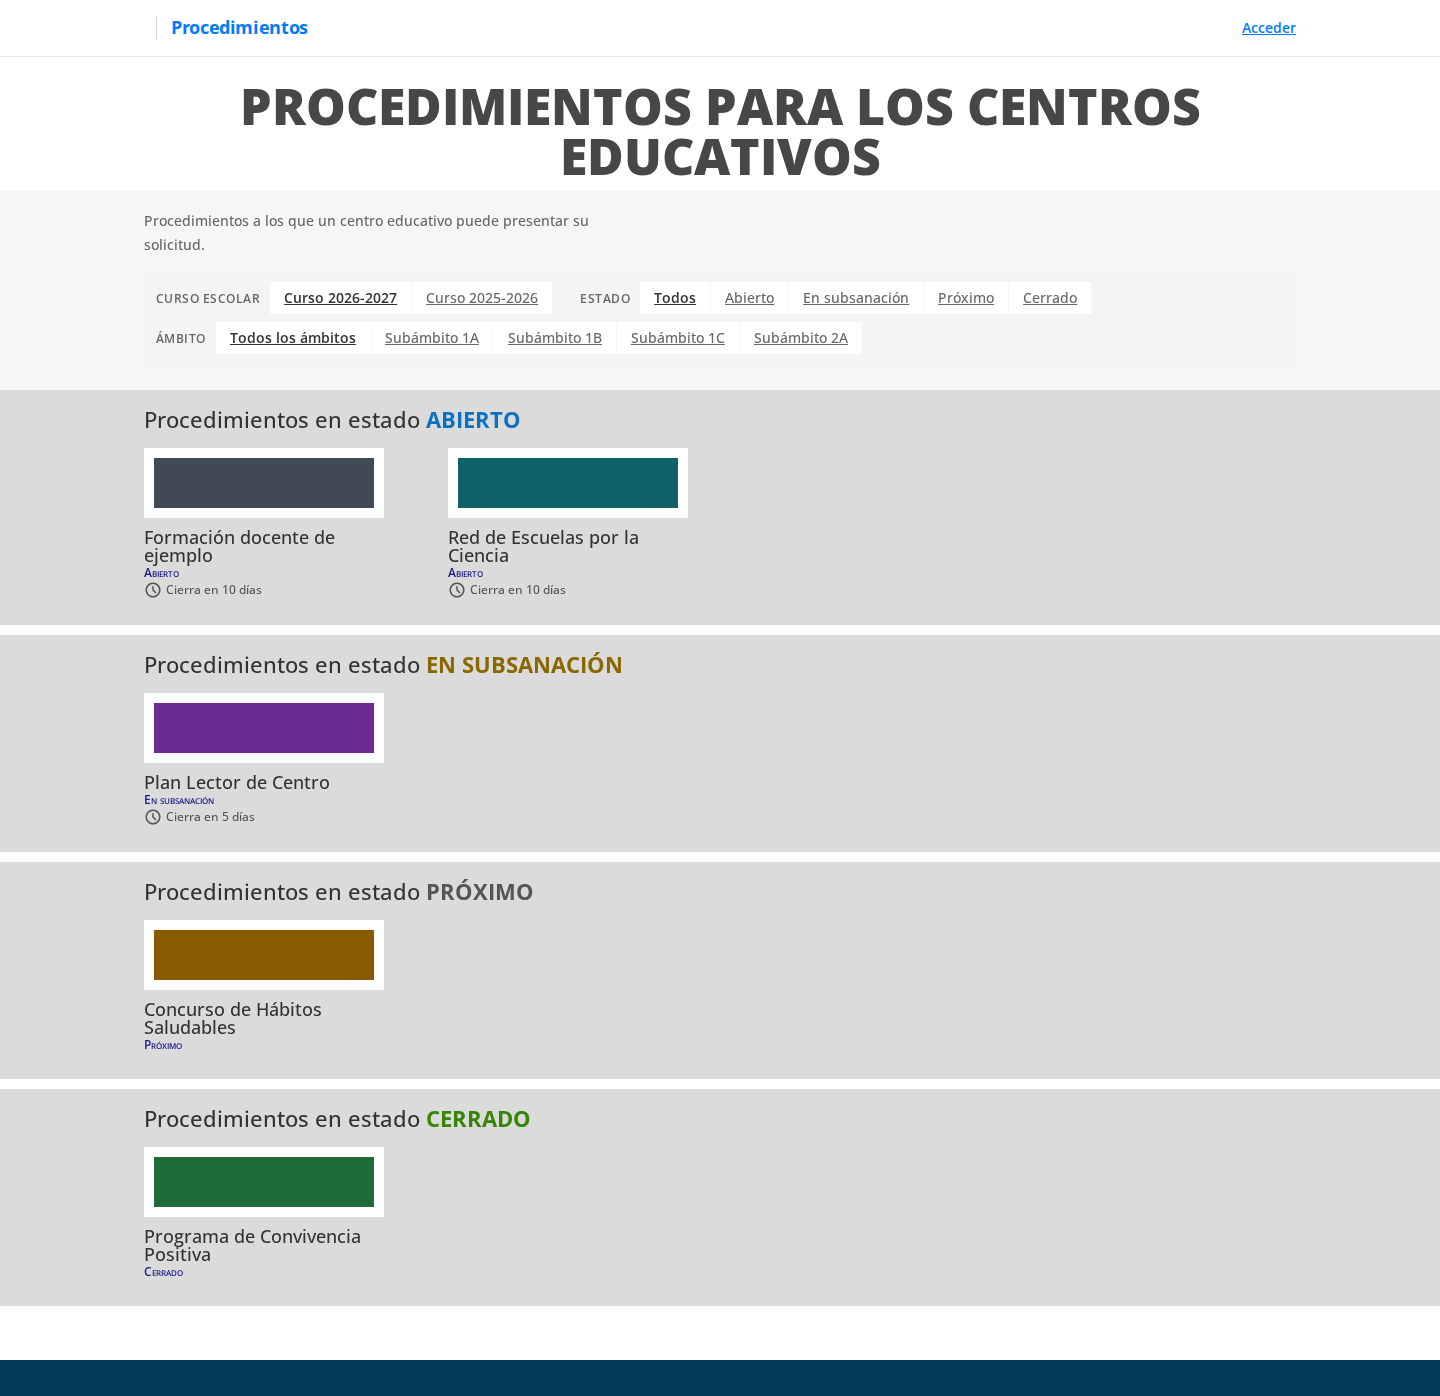 Procedimientos
Acceder
PROCEDIMIENTOS PARA LOS CENTROS
EDUCATIVOS
Procedimientos a los que un centro educativo puede presentar su
solicitud.
CURSO ESCOLAR Curso 2026-2027 Curso 2025-2026 ESTADO Todos Abierto En subsanación Próximo Cerrado
ÁMBITO Todos los ámbitos Subámbito 1A Subámbito 1B Subámbito 1C Subámbito 2A
Procedimientos en estado ABIERTO
Formación docente de
ejemplo
Abierto
Cierra en 10 días
Red de Escuelas por la
Ciencia
Abierto
Cierra en 10 días
Procedimientos en estado EN SUBSANACIÓN
Plan Lector de Centro
En subsanación
Cierra en 5 días
Procedimientos en estado PRÓXIMO
Concurso de Hábitos
Saludables
Próximo
Procedimientos en estado CERRADO
Programa de Convivencia
Positiva
Cerrado